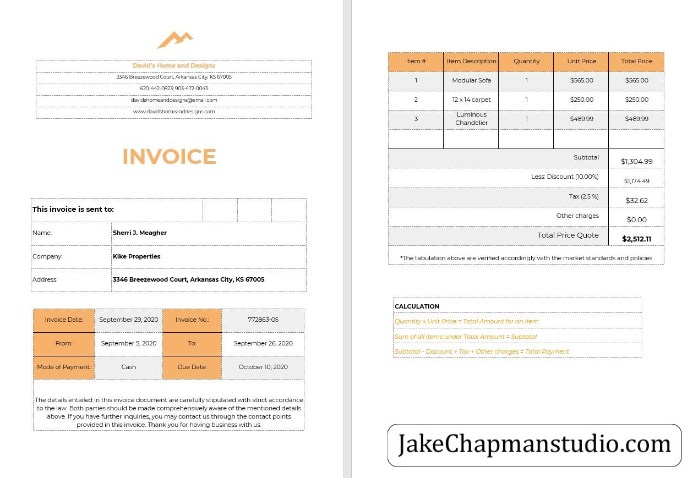 David's Home and Designs
3346 Breezewood Court, Arkansas City, KS 67005
620-442-0623; 903-472-0043
davidshomeanddesigns@email.com
www.davidshomeanddesigns.com
INVOICE
This invoice is sent to:
Name: Sherri J. Meagher
Company: Kike Properties
Address: 3346 Breezewood Court, Arkansas City, KS 67005
Invoice Date: September 29, 2020 Invoice No.: 772863-05
From: September 5, 2020 To: September 26, 2020
Mode of Payment: Cash Due Date: October 10, 2020
The details entailed in this invoice document are carefully stipulated with strict accordance
to the law. Both parties should be made comprehensively aware of the mentioned details
above. If you have further inquiries, you may contact us through the contact points
provided in this invoice. Thank you for having business with us.
Item # Item Description Quantity Unit Price Total Price
1 Modular Sofa 1 $565.00 $565.00
2 12 x 14 carpet 1 $250.00 $250.00
3 Luminous Chandelier 1 $489.99 $489.99
Subtotal $1,304.99
Less: Discount (10.00%) $1,174.49
Tax (2.5 %) $32.62
Other charges $0.00
Total Price Quote $2,512.11
*The tabulation above are verified accordingly with the market standards and policies
CALCULATION
Quantity x Unit Price = Total Amount for an Item
Sum of all items under Total Amount = Subtotal
Subtotal - Discount + Tax + Other charges = Total Payment
JakeChapmanstudio.com